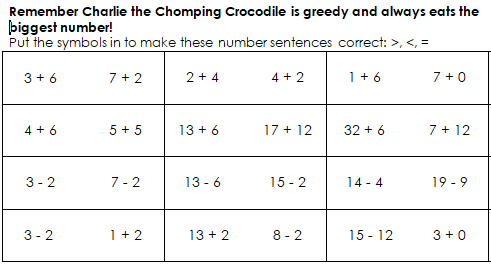 Remember Charlie the Chomping Crocodile is greedy and always eats the
biggest number!
Put the symbols in to make these number sentences correct: >, <, =
3 + 6 7 + 2 2 + 4 4 + 2 1 + 6 7 + 0
4 + 6 5 + 5 13 + 6 17 + 12 32 + 6 7 + 12
3 - 2 7 - 2 13 - 6 15 - 2 14 - 4 19 - 9
3 - 2 1 + 2 13 + 2 8 - 2 15 - 12 3 + 0